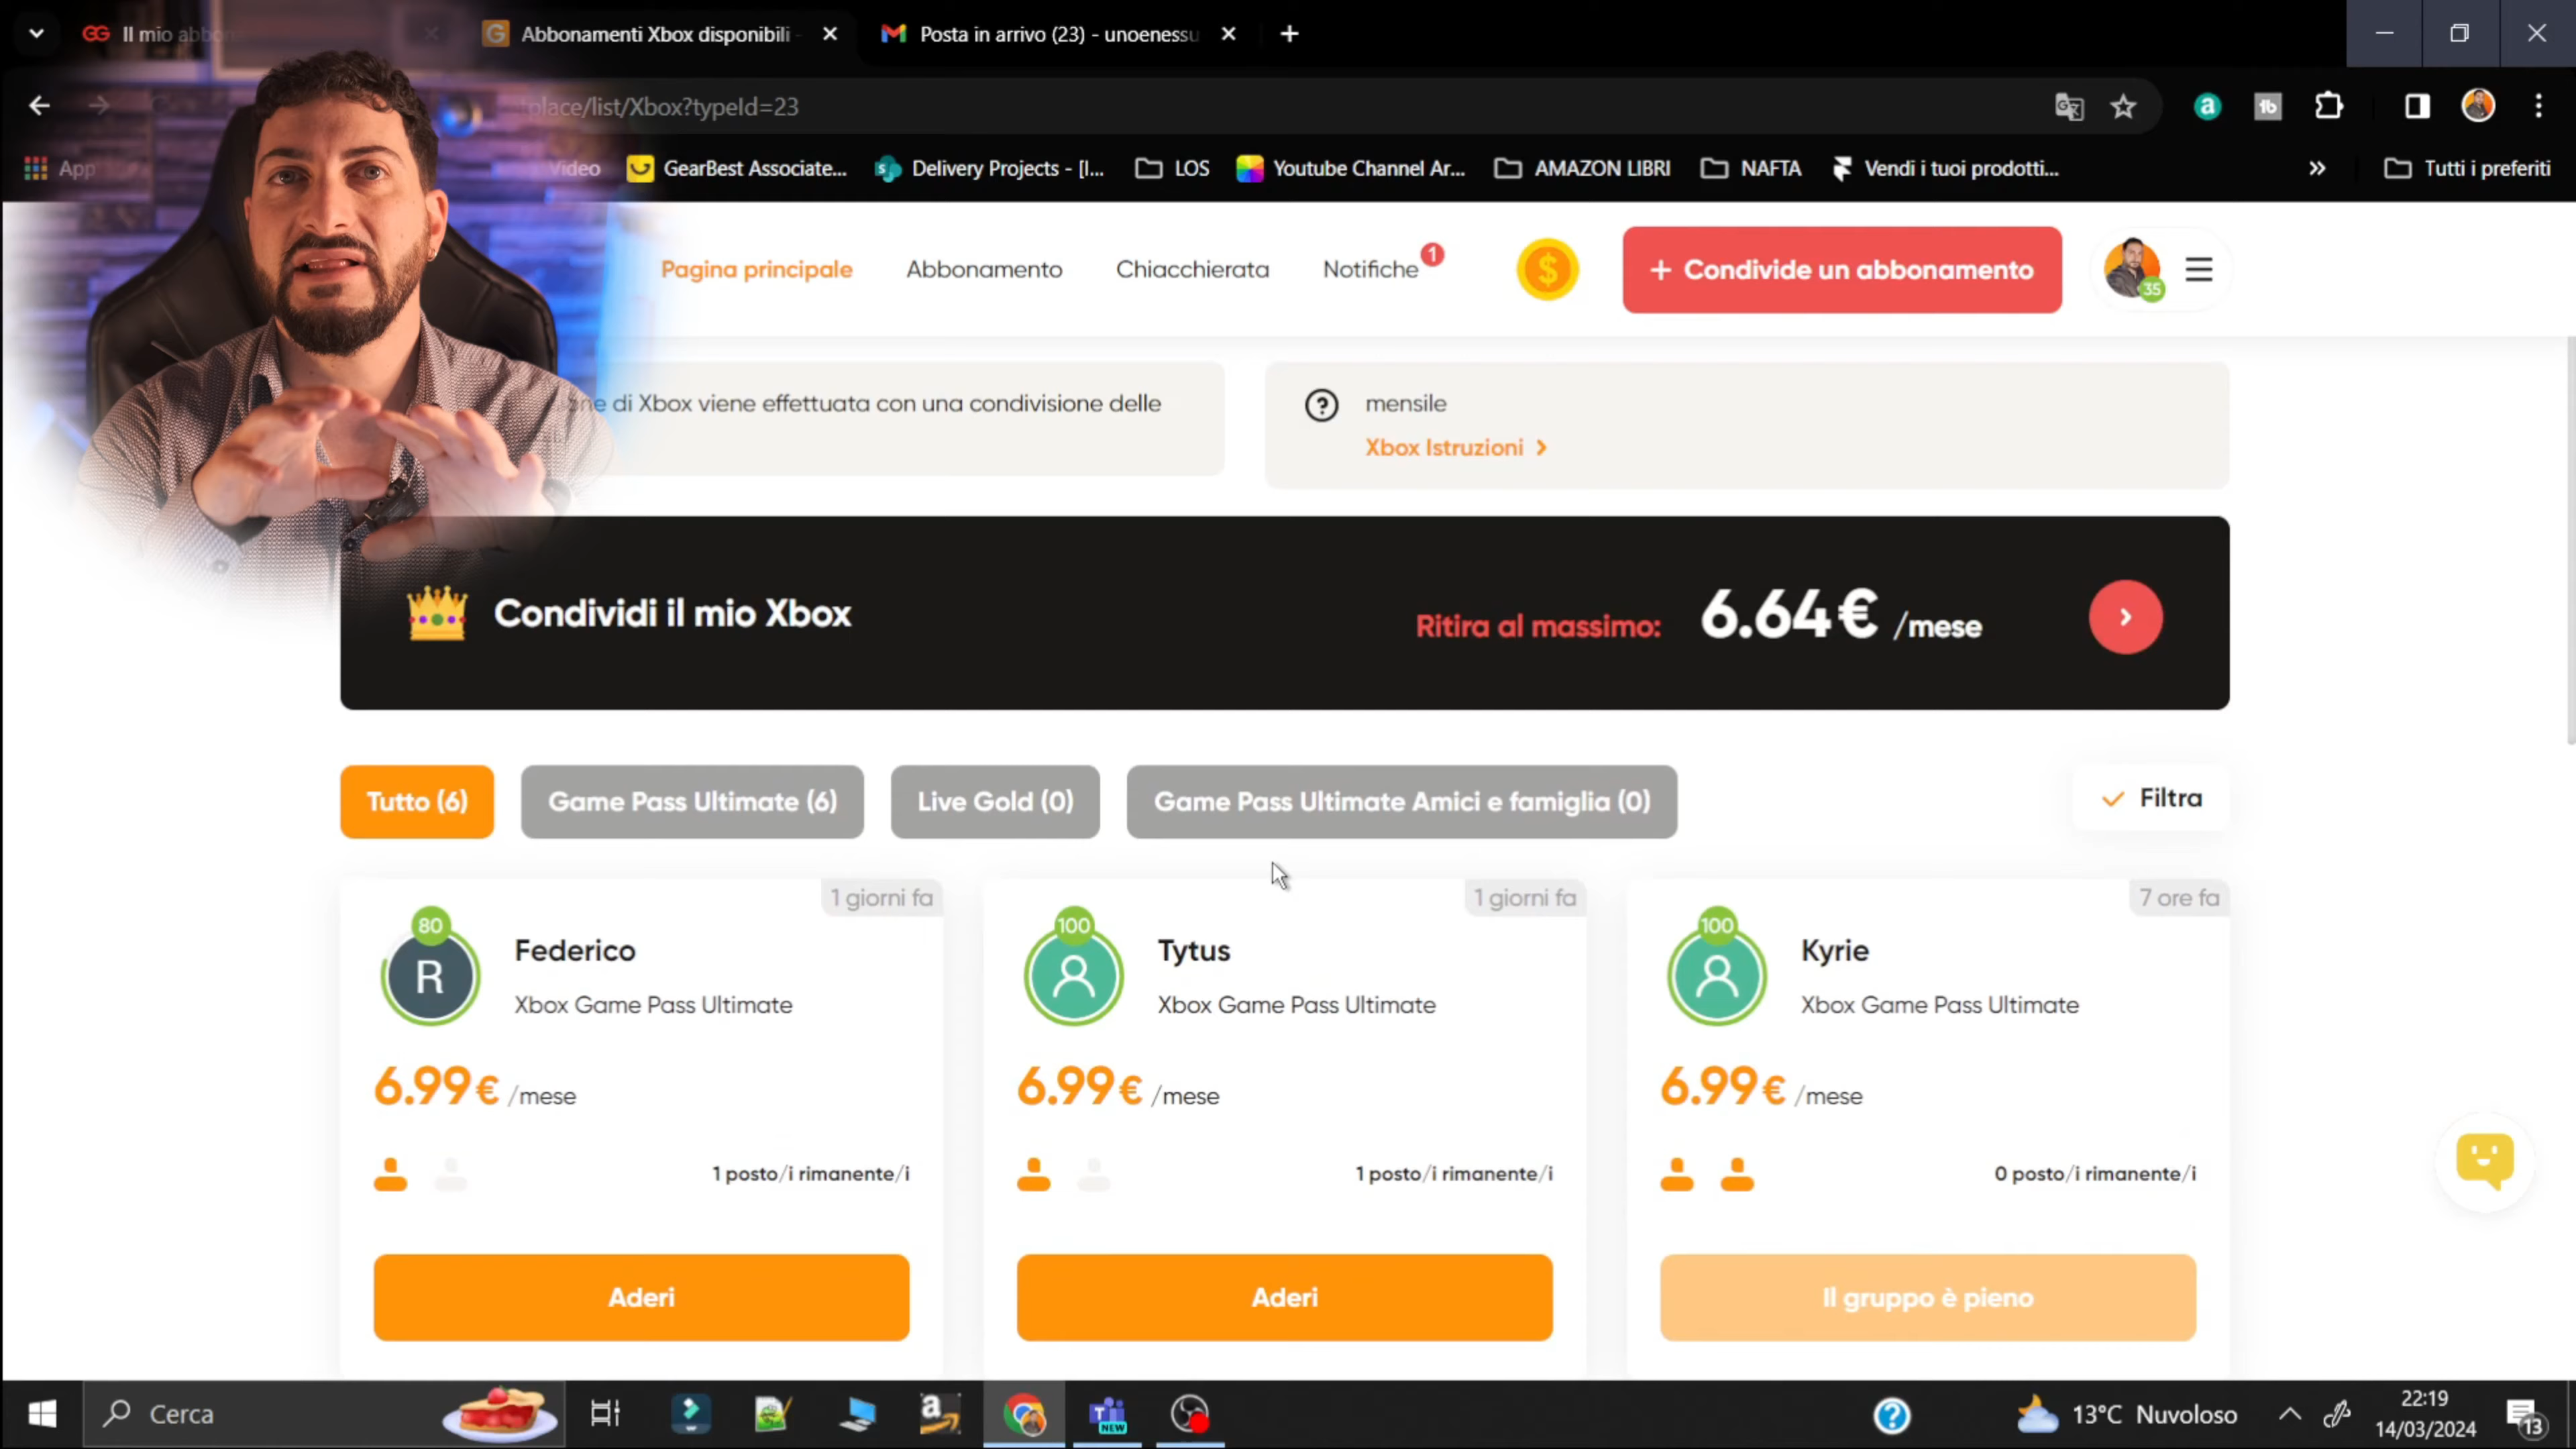 Il mio abbon
Abbonamenti Xbox disponibili -
Posta in arrivo (23) - unoenessu
place/list/Xbox?typeId=23
App
Video
GearBest Associate...
Delivery Projects - [I...
LOS
Youtube Channel Ar...
AMAZON LIBRI
NAFTA
Vendi i tuoi prodotti...
Tutti i preferiti
Pagina principale
Abbonamento
Chiacchierata
Notifiche
1
+ Condivide un abbonamento
35
di Xbox viene effettuata con una condivisione delle
mensile
Xbox Istruzioni >
Condividi il mio Xbox
Ritira al massimo: 6.64€ /mese
Tutto (6)
Game Pass Ultimate (6)
Live Gold (0)
Game Pass Ultimate Amici e famiglia (0)
Filtra
1 giorni fa
80
R
Federico
Xbox Game Pass Ultimate
6.99€ /mese
1 posto/i rimanente/i
Aderi
1 giorni fa
100
Tytus
Xbox Game Pass Ultimate
6.99€ /mese
1 posto/i rimanente/i
Aderi
7 ore fa
100
Kyrie
Xbox Game Pass Ultimate
6.99€ /mese
0 posto/i rimanente/i
Il gruppo è pieno
Cerca
NEW
13°C Nuvoloso
22:19
14/03/2024
13